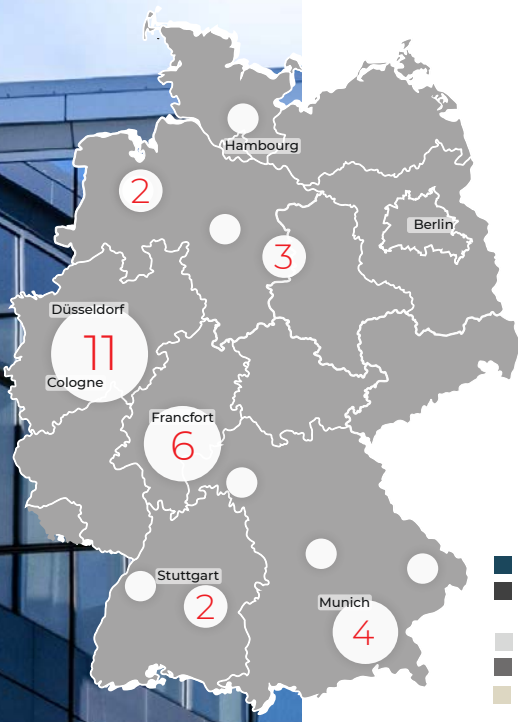 Hambourg
2
Berlin
3
Düsseldorf
11
Cologne
Francfort
6
Stuttgart
2
Munich
4